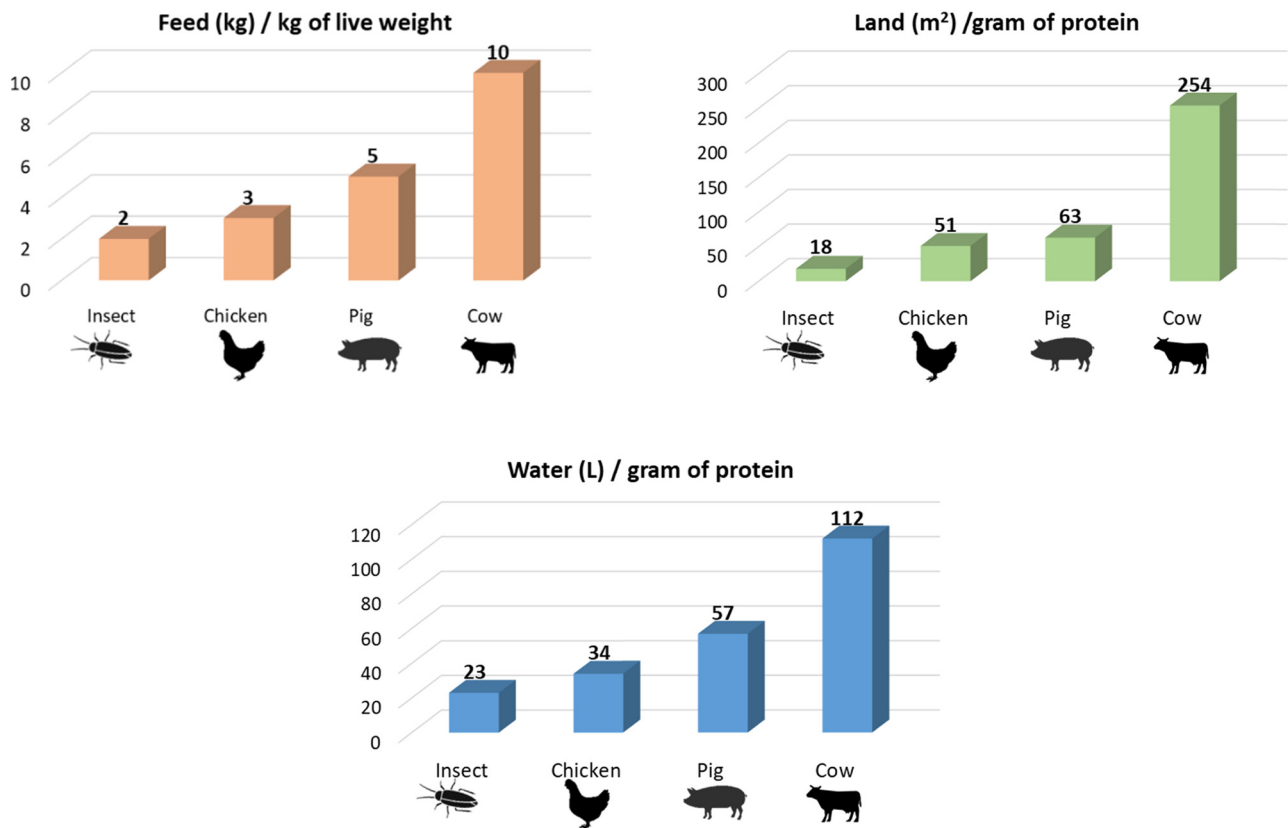 Feed (kg) / kg of live weight
10
8
6
4
2
0
2
3
5
10
Insect
Chicken
Pig
Cow
Land (m²) /gram of protein
300
250
200
150
100
50
0
18
51
63
254
Insect
Chicken
Pig
Cow
Water (L) / gram of protein
120
100
80
60
40
20
0
23
34
57
112
Insect
Chicken
Pig
Cow